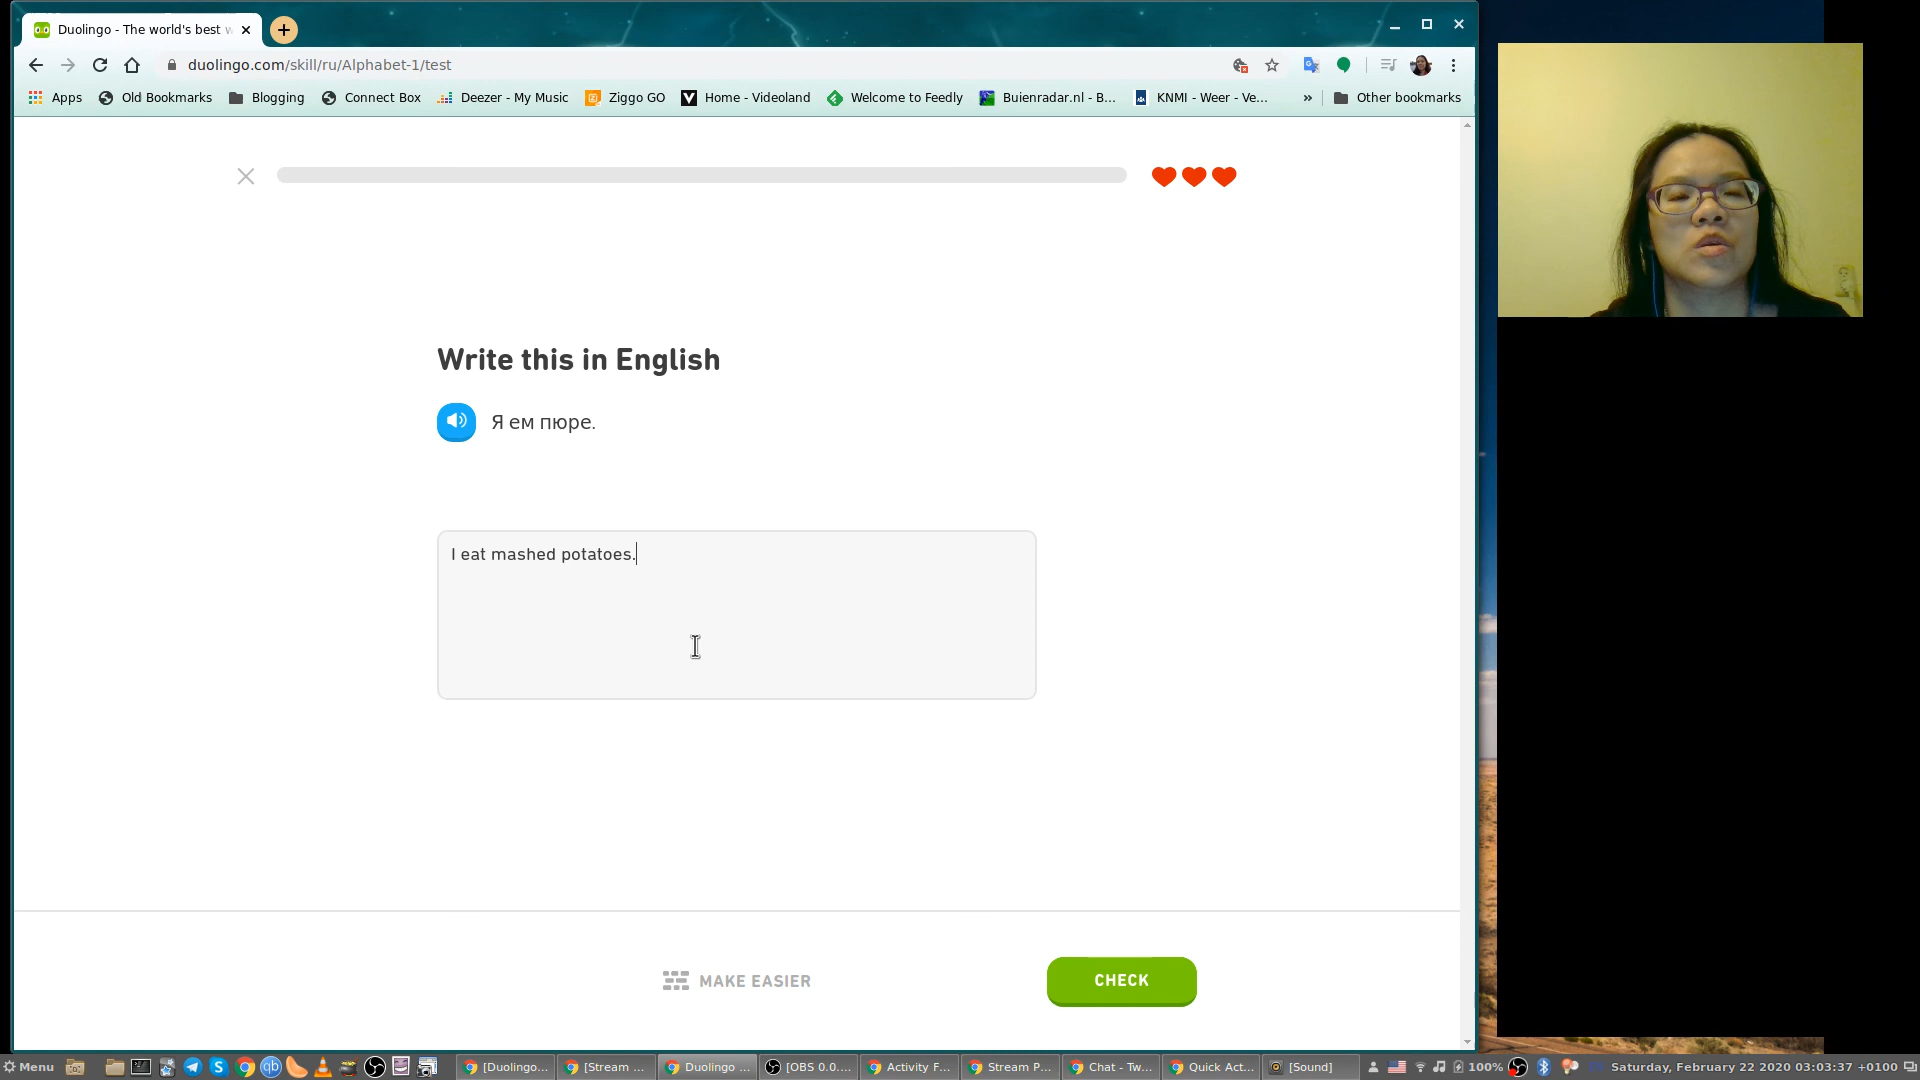 Duolingo - The world's best w
duolingo.com/skill/ru/Alphabet-1/test
Apps Old Bookmarks Blogging Connect Box Deezer - My Music Ziggo GO Home - Videoland Welcome to Feedly Buienradar.nl - B... KNMI - Weer - Ve... » Other bookmarks
Write this in English
Я ем пюре.
I eat mashed potatoes.
MAKE EASIER
CHECK
Menu [Duolingo... [Stream ... Duolingo ... [OBS 0.0.... Activity F... Stream P... Chat - Tw... Quick Act... [Sound] 100% Saturday, February 22 2020 03:03:37 +0100